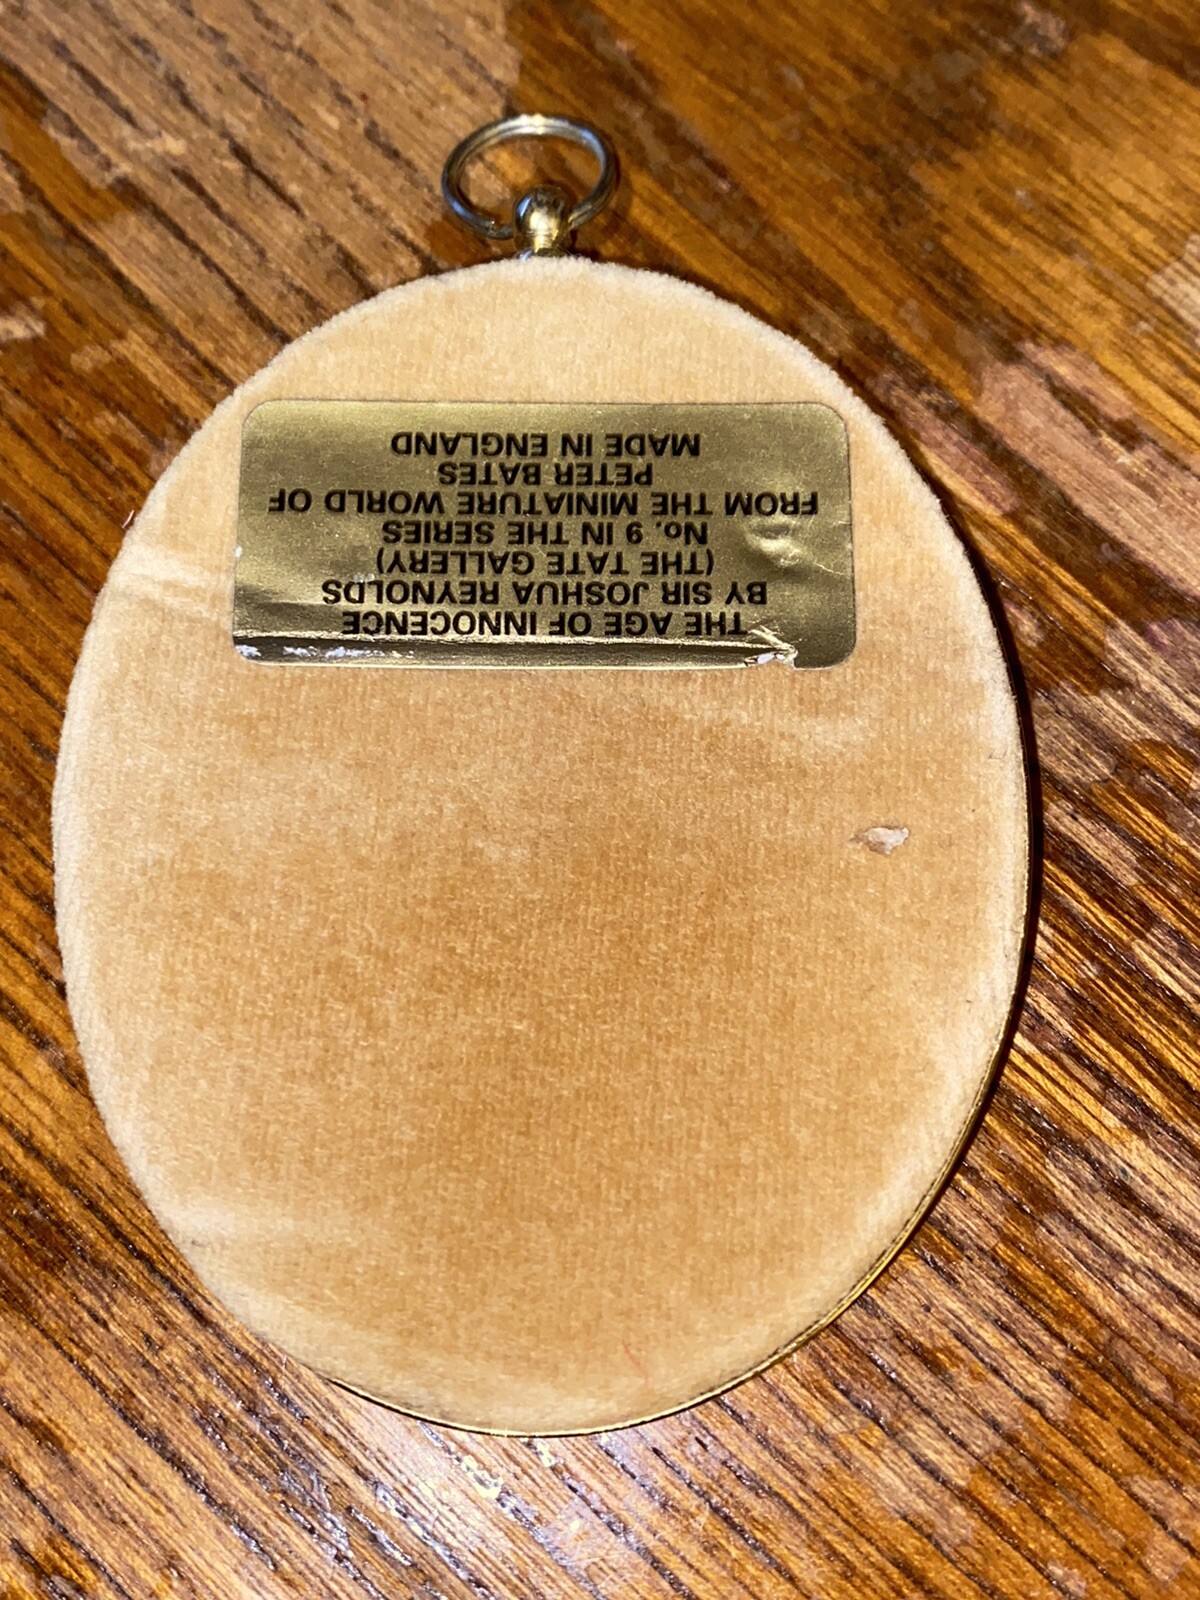 THE AGE OF INNOCENCE
BY SIR JOSHUA REYNOLDS
(THE TATE GALLERY)
No. 9 IN THE SERIES
FROM THE MINIATURE WORLD OF
PETER BATES
MADE IN ENGLAND